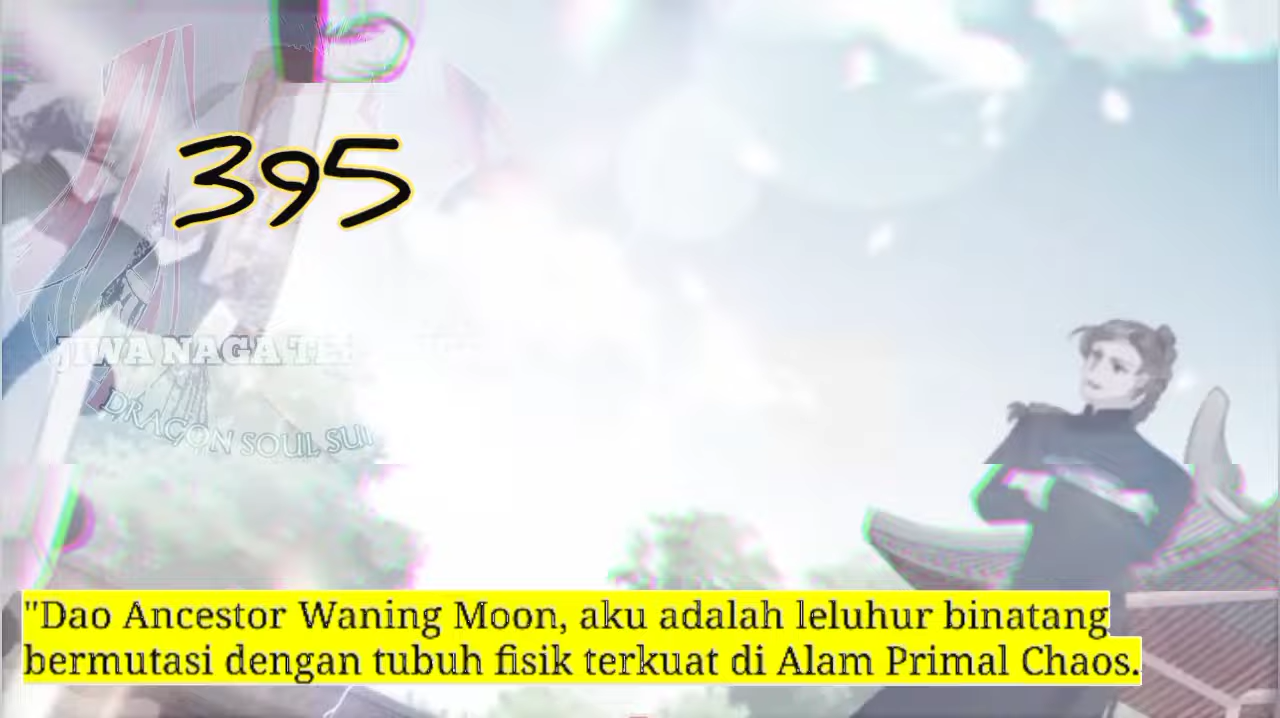 395
JIWA NAGA
DRAGON SOUL
"Dao Ancestor Waning Moon, aku adalah leluhur binatang
bermutasi dengan tubuh fisik terkuat di Alam Primal Chaos.